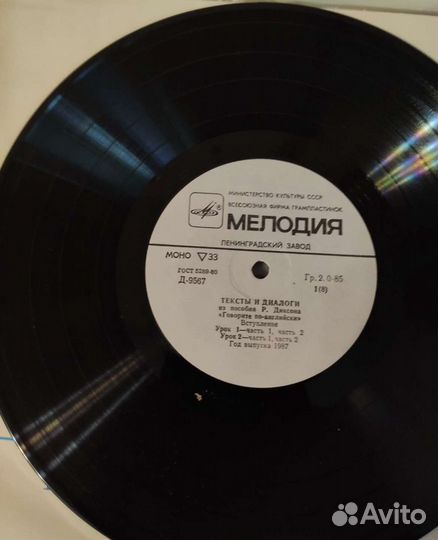 МИНИСТЕРСТВО КУЛЬТУРЫ СССР
ВСЕСОЮЗНАЯ ФИРМА ГРАМПЛАСТИНОК
МЕЛОДИЯ
ЛЕНИНГРАДСКИЙ ЗАВОД
МОНО ▽33
ГОСТ 5289-80
Д-9567
Гр. 2. 0-85
1(8)
ТЕКСТЫ И ДИАЛОГИ
из пособия Р. Диксона
«Говорите по-английски»
Вступление
Урок 1—часть 1, часть 2
Урок 2—часть 1, часть 2
Год выпуска 1987
Avito